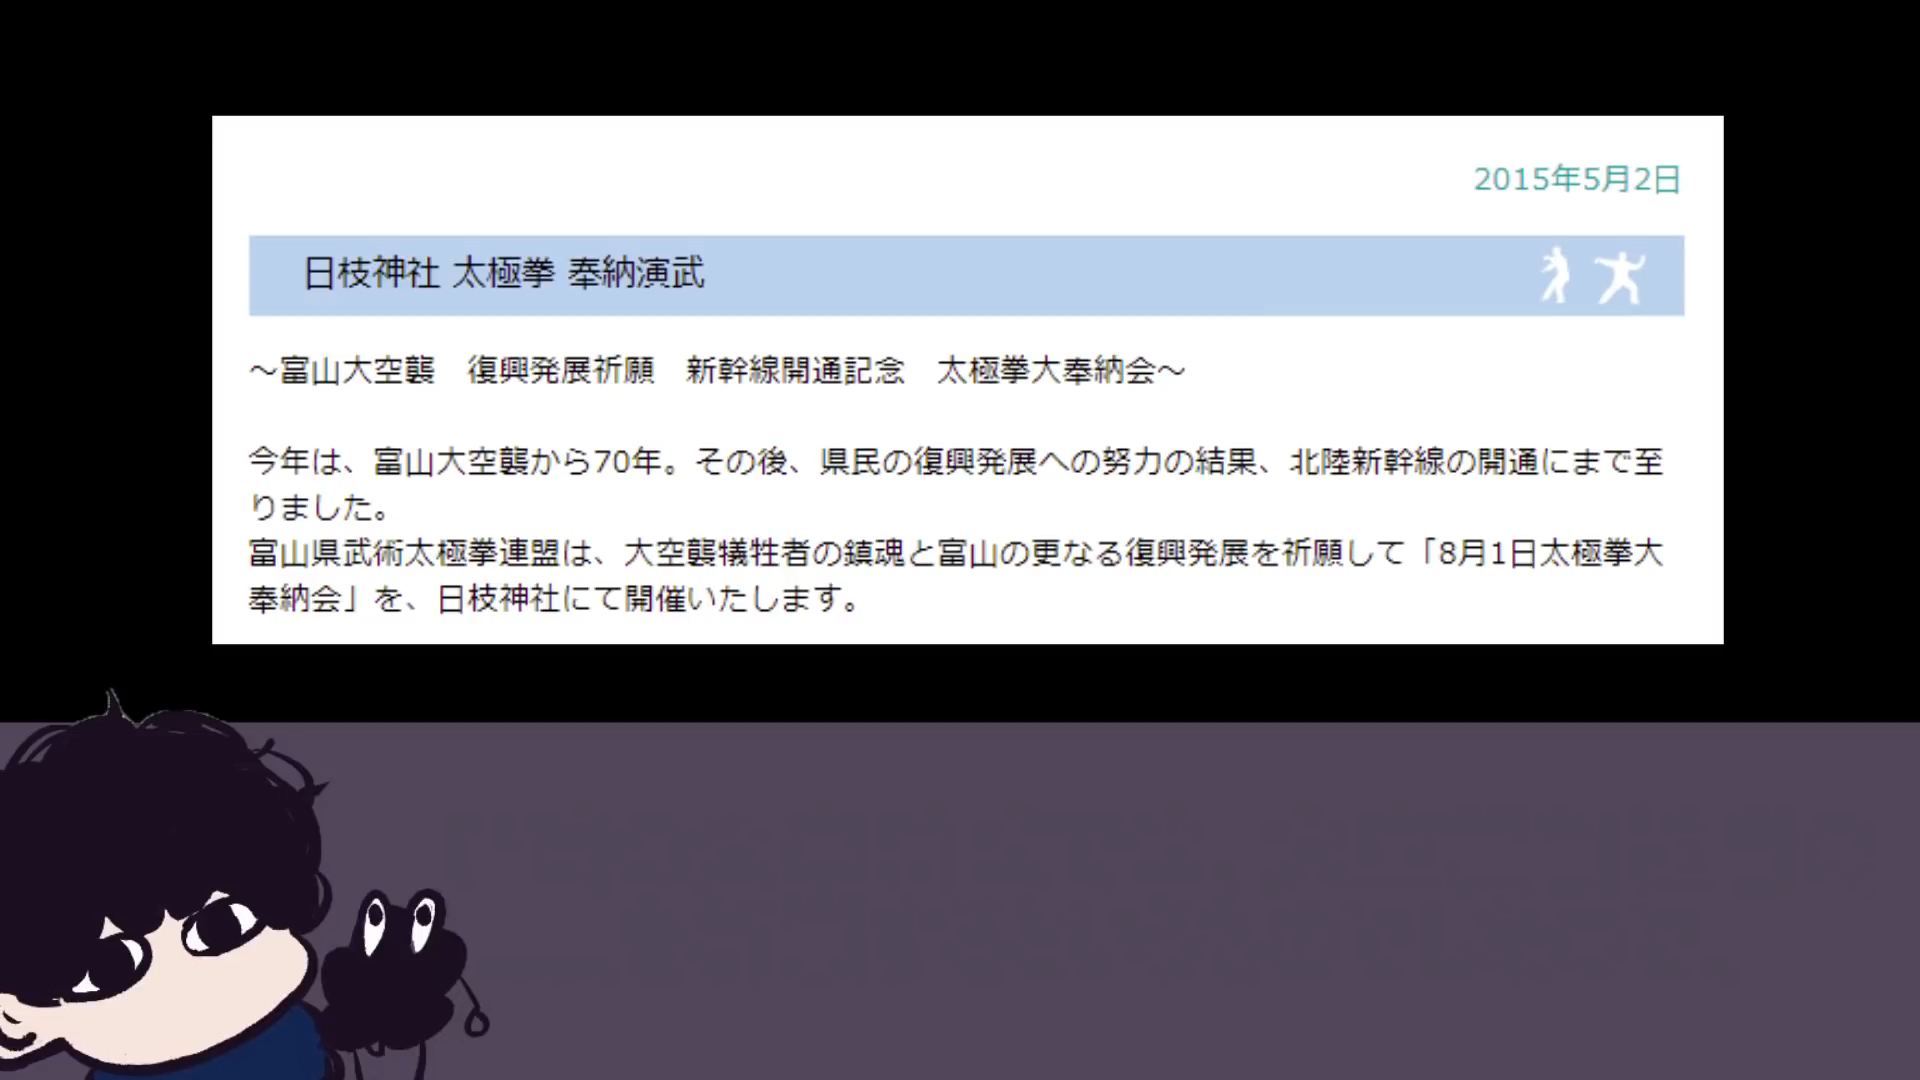 2015年5月2日
日枝神社 太極拳 奉納演武
～富山大空襲　復興発展祈願　新幹線開通記念　太極拳大奉納会～
今年は、富山大空襲から70年。その後、県民の復興発展への努力の結果、北陸新幹線の開通にまで至
りました。
富山県武術太極拳連盟は、大空襲犠牲者の鎮魂と富山の更なる復興発展を祈願して「8月1日太極拳大
奉納会」を、日枝神社にて開催いたします。